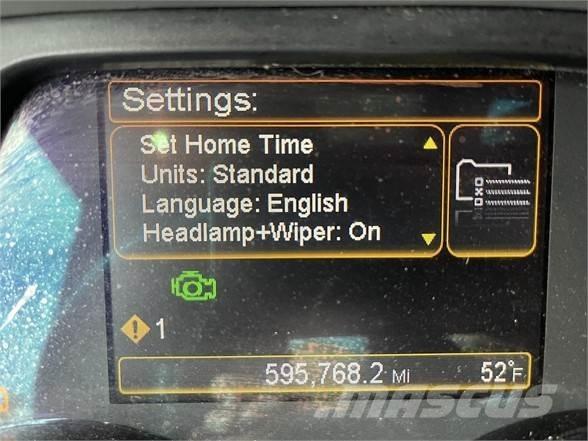 Settings:
Set Home Time
Units: Standard
Language: English
Headlamp+Wiper: On
1
595,768.2 Mi 52°F
MASCUS